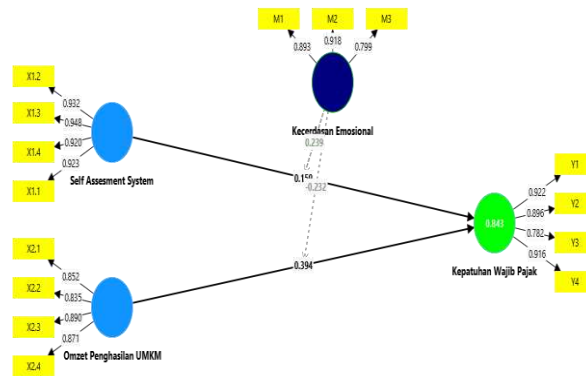 M1
M2
M3
0.893
0.918
0.799
Kecerdasan Emosional
X1.2
X1.3
X1.4
X1.1
0.932
0.948
0.920
0.923
Self Assesment System
0.239
-0.232
0.394
X2.1
X2.2
X2.3
X2.4
0.852
0.835
0.890
0.871
Omzet Penghasilan UMKM
0.843
Kepatuhan Wajib Pajak
Y1
Y2
Y3
Y4
0.922
0.896
0.782
0.916